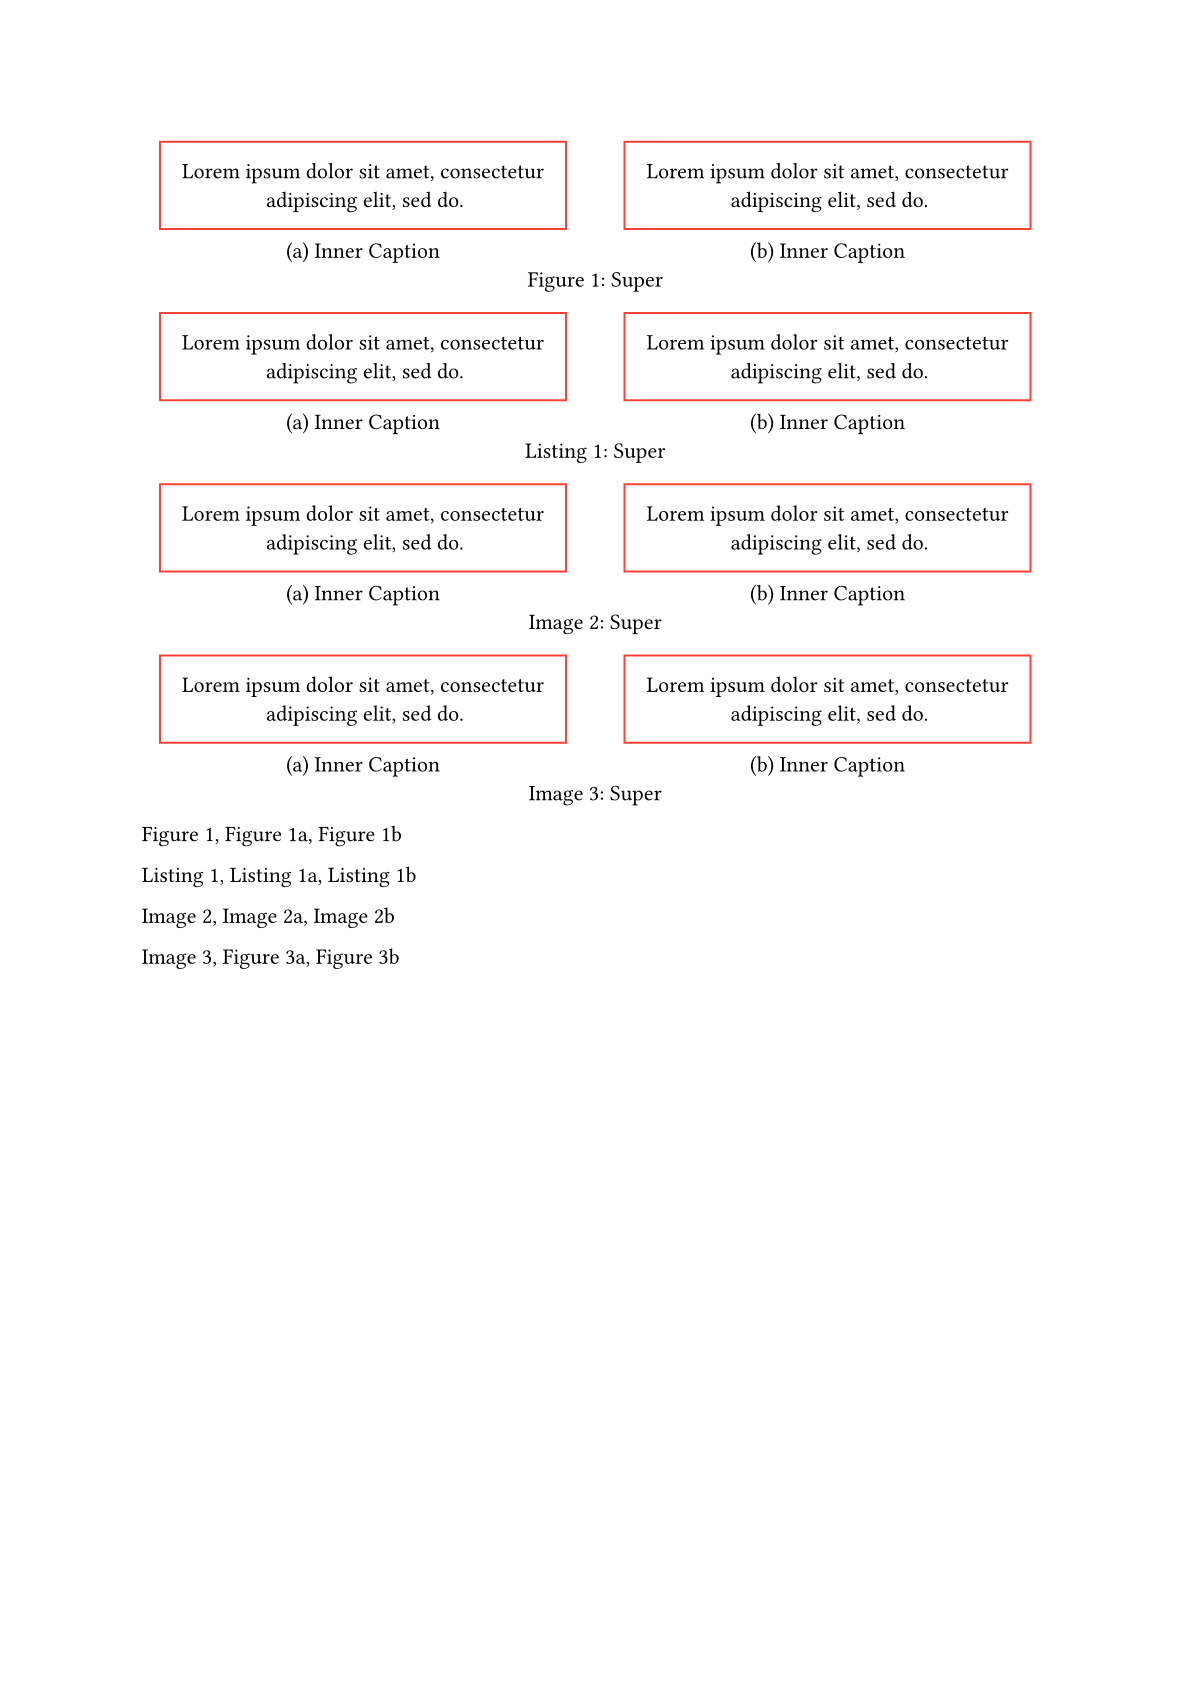 Lorem ipsum dolor sit amet, consectetur
adipiscing elit, sed do.
(a) Inner Caption
Lorem ipsum dolor sit amet, consectetur
adipiscing elit, sed do.
(b) Inner Caption
Figure 1: Super
Lorem ipsum dolor sit amet, consectetur
adipiscing elit, sed do.
(a) Inner Caption
Lorem ipsum dolor sit amet, consectetur
adipiscing elit, sed do.
(b) Inner Caption
Listing 1: Super
Lorem ipsum dolor sit amet, consectetur
adipiscing elit, sed do.
(a) Inner Caption
Lorem ipsum dolor sit amet, consectetur
adipiscing elit, sed do.
(b) Inner Caption
Image 2: Super
Lorem ipsum dolor sit amet, consectetur
adipiscing elit, sed do.
(a) Inner Caption
Lorem ipsum dolor sit amet, consectetur
adipiscing elit, sed do.
(b) Inner Caption
Image 3: Super
Figure 1, Figure 1a, Figure 1b
Listing 1, Listing 1a, Listing 1b
Image 2, Image 2a, Image 2b
Image 3, Figure 3a, Figure 3b